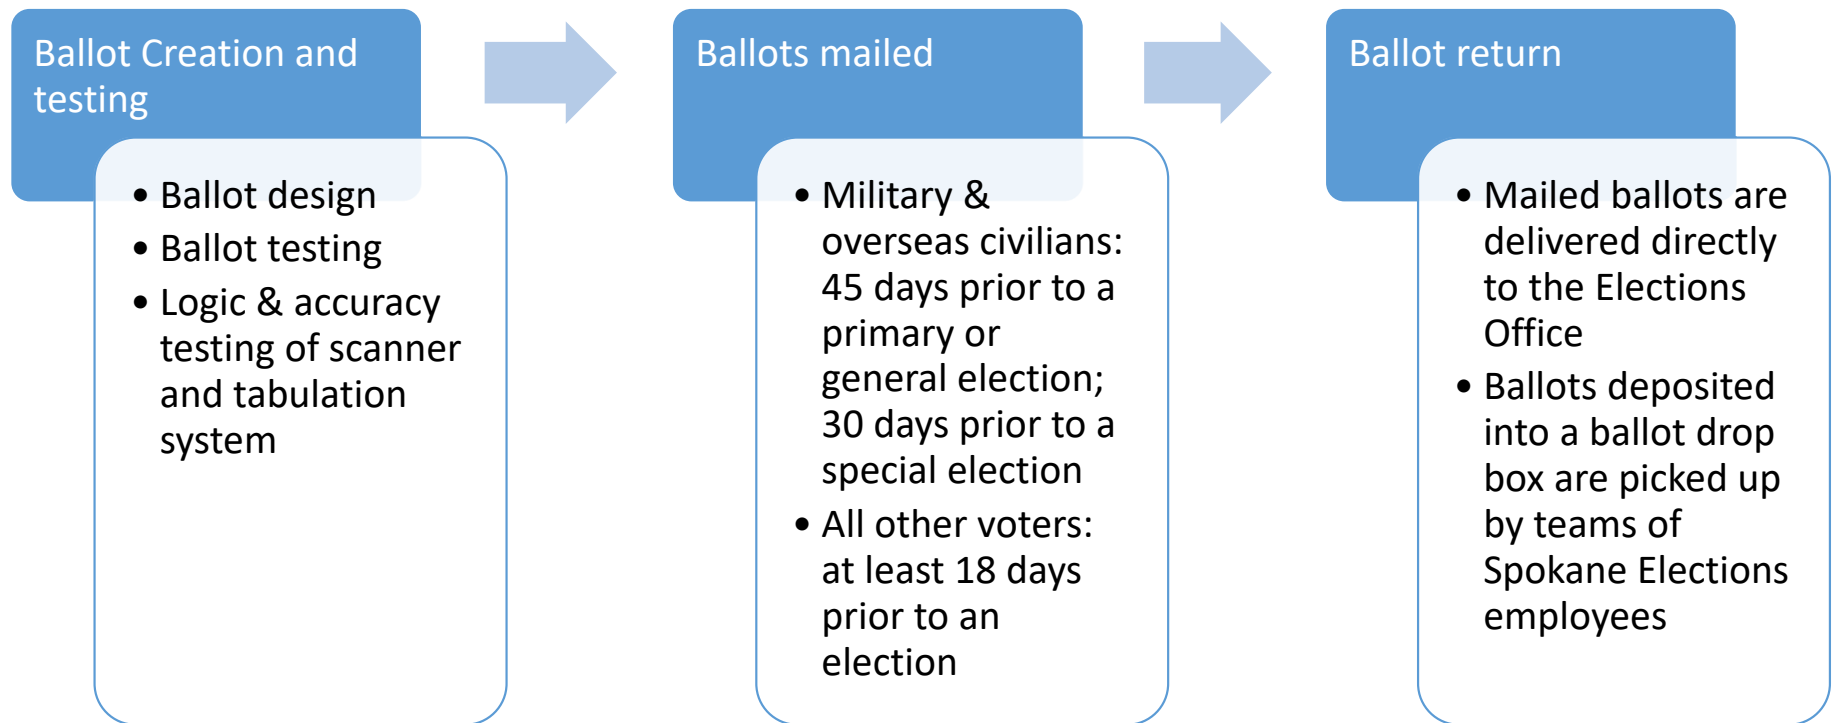 Ballot Creation and
testing
• Ballot design
• Ballot testing
• Logic & accuracy
testing of scanner
and tabulation
system
Ballots mailed
• Military &
overseas civilians:
45 days prior to a
primary or
general election;
30 days prior to a
special election
• All other voters:
at least 18 days
prior to an
election
Ballot return
• Mailed ballots are
delivered directly
to the Elections
Office
• Ballots deposited
into a ballot drop
box are picked up
by teams of
Spokane Elections
employees